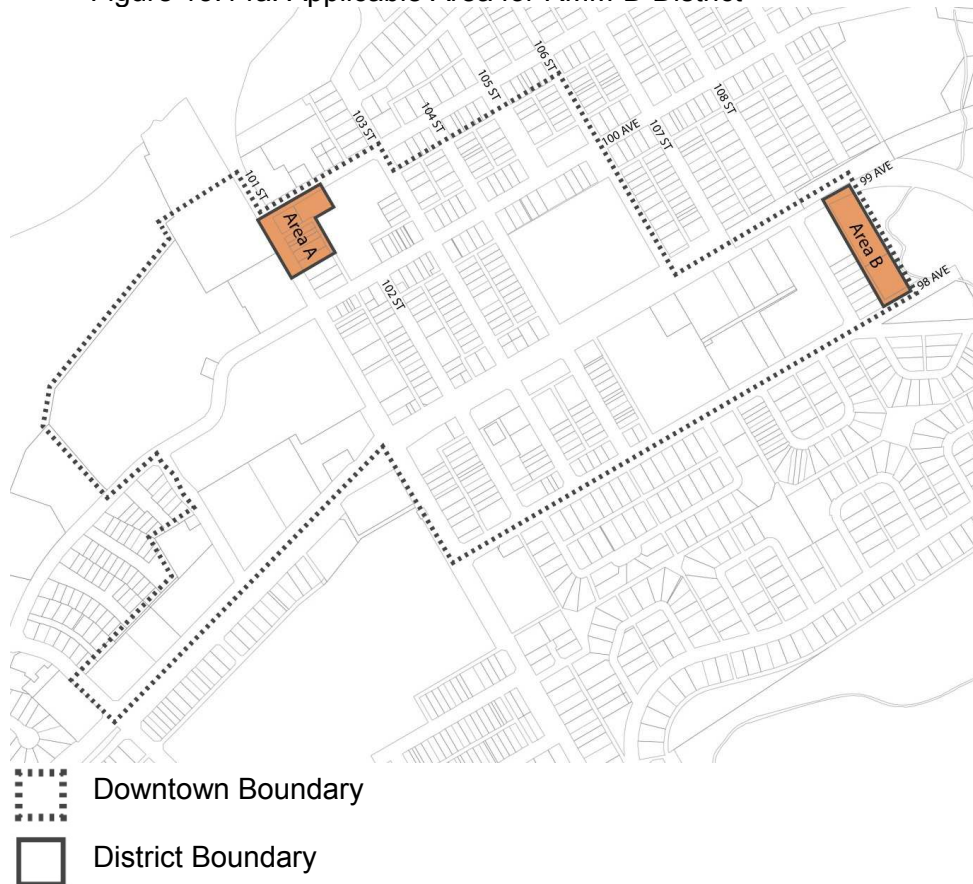 106 ST
105 ST
104 ST
103 ST
100 AVE
108 ST
107 ST
101 ST
99 AVE
Area A
Area B
102 ST
98 AVE
Downtown Boundary
District Boundary